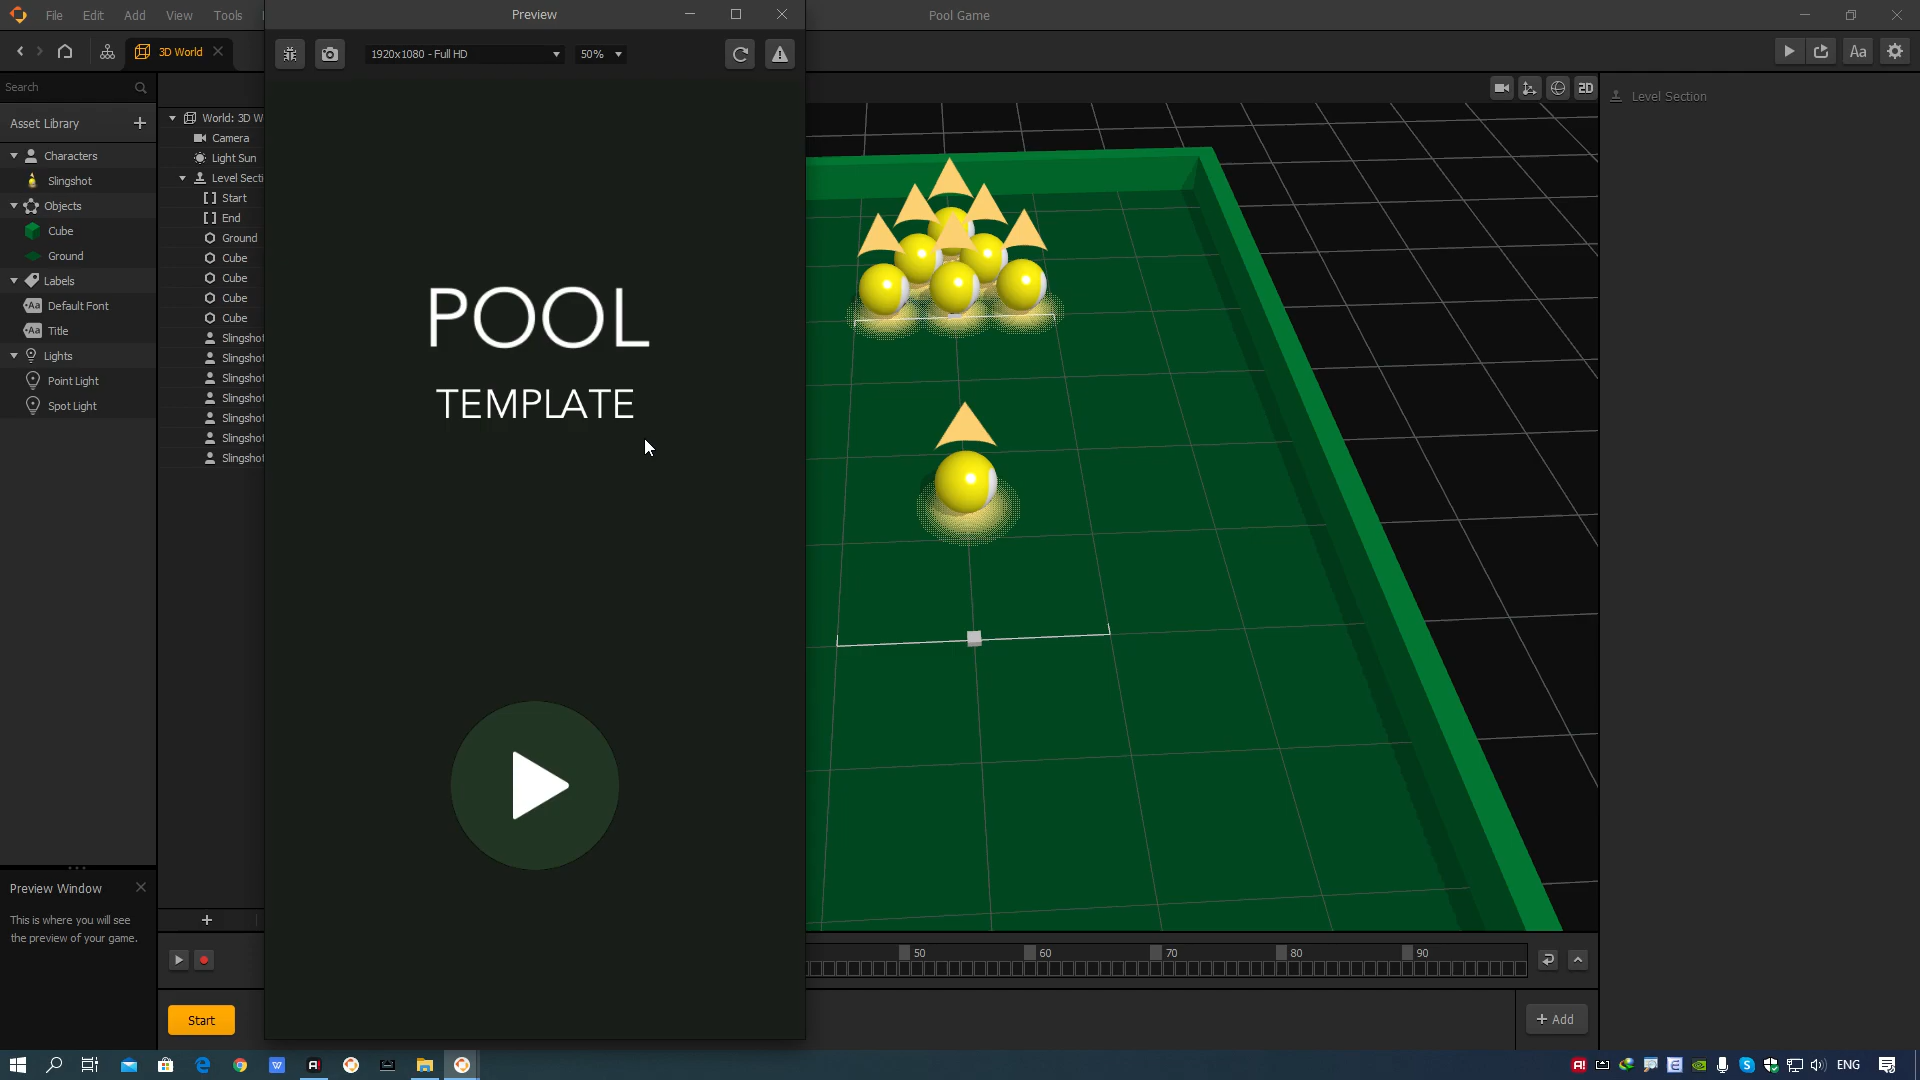 File Edit Add View Tools
Preview
Pool Game
3D World
1920x1080 - Full HD
50%
Aa
Search
Asset Library
Characters
Slingshot
Objects
Cube
Ground
Labels
Aa Default Font
Aa Title
Lights
Point Light
Spot Light
World: 3D W
Camera
Light Sun
Level Secti
Start
End
Ground
Cube
Cube
Cube
Cube
Slingshot
Slingshot
Slingshot
Slingshot
Slingshot
Slingshot
Slingshot
POOL
TEMPLATE
2D
Level Section
Preview Window
This is where you will see
the preview of your game.
50 60 70 80 90
Start
+ Add
ENG